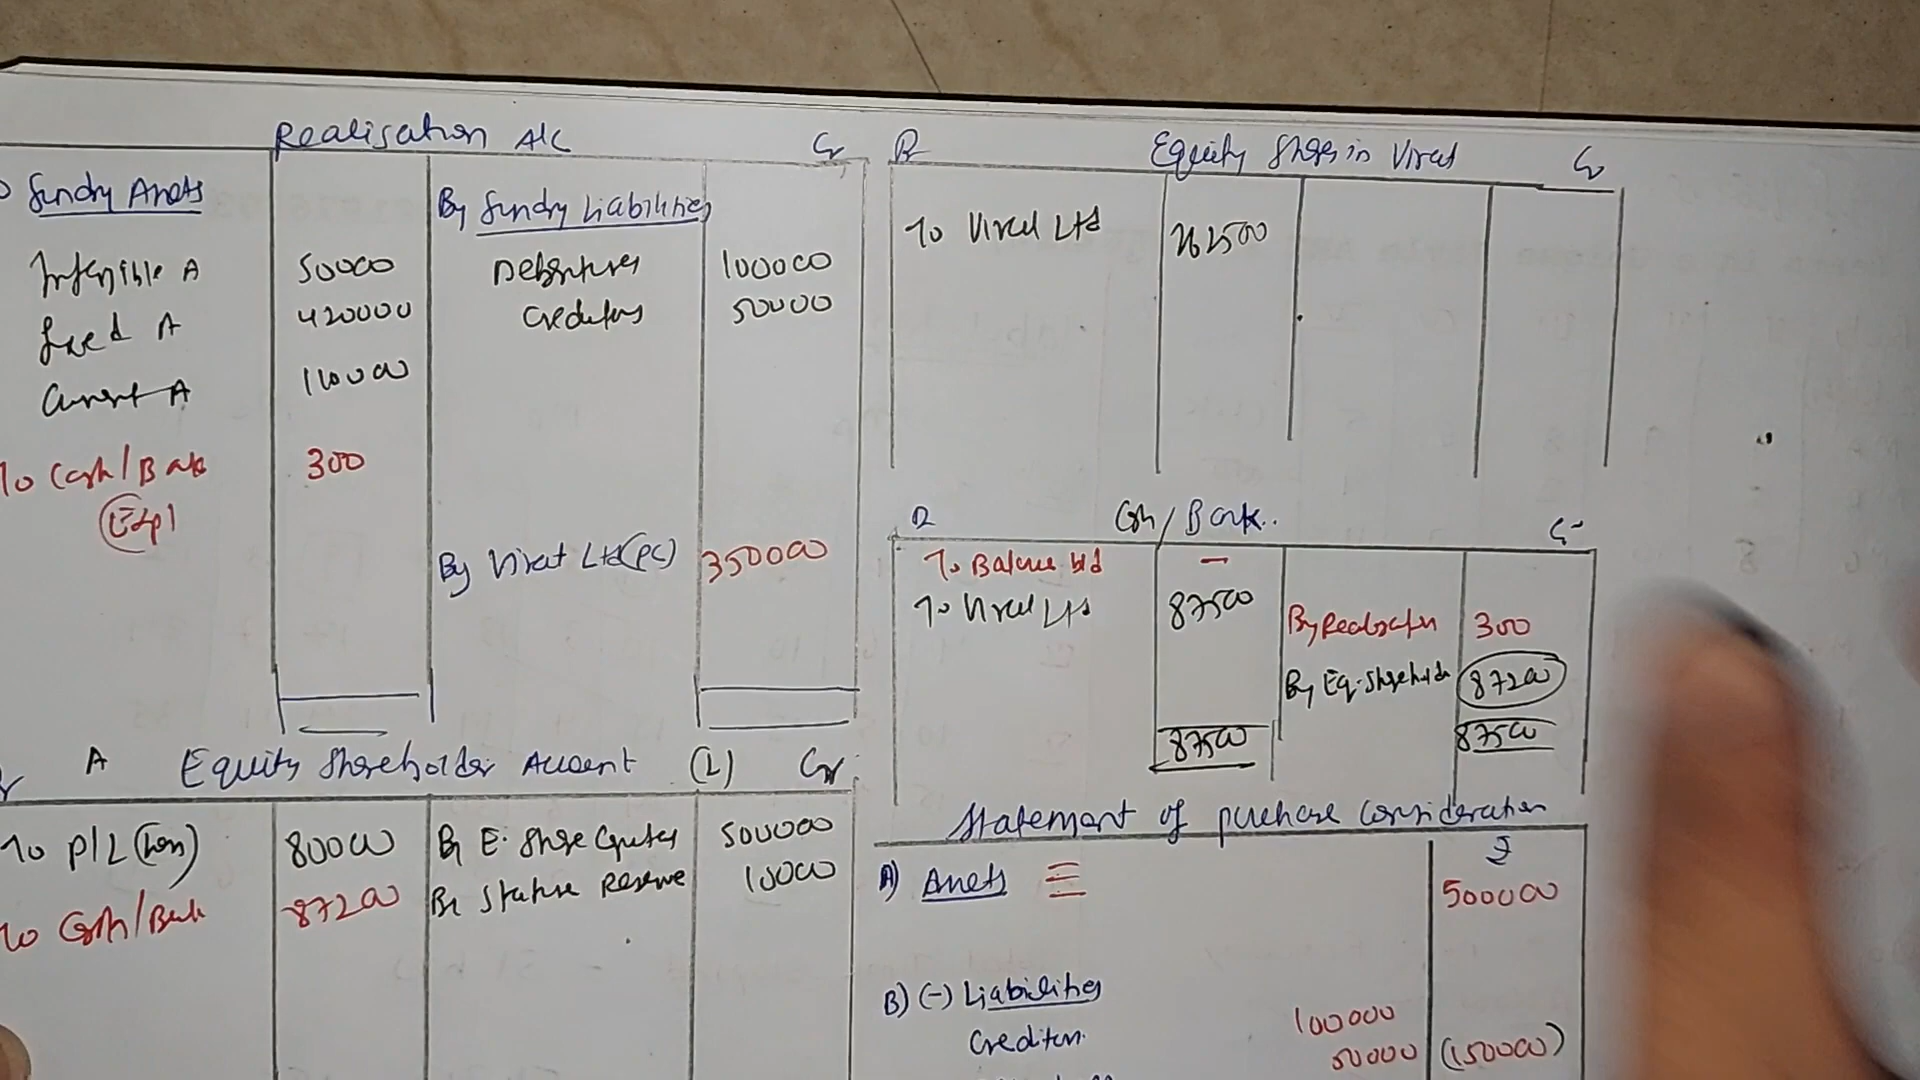 Realisation A/C Cr
Sundry Assets By Sundry Liabilities
Intangible A 50000 Debentures 100000
fixed A 420000 Creditors 50000
Current A 110000
To Cash/Bank 300
(Exp)
By Virat Ltd (PC) 350000
Equity Shareholder Account (L) Cr
To P/L (loss) 80000 By E. Share Capital 500000
To Cash/Bank 87200 By Statue Reserve 10000
Dr Equity Shares in Virat Cr
To Virat Ltd 262500
Dr Cash/Bank.. Cr
To Balance b/d -
To Virat Ltd 87500 By Realisation 300
By Eq. Shareholder 87200
87500 87500
Statement of purchase Consideration
₹
A) Assets 500000
B) (-) Liabilities
Creditors 100000
50000 (150000)